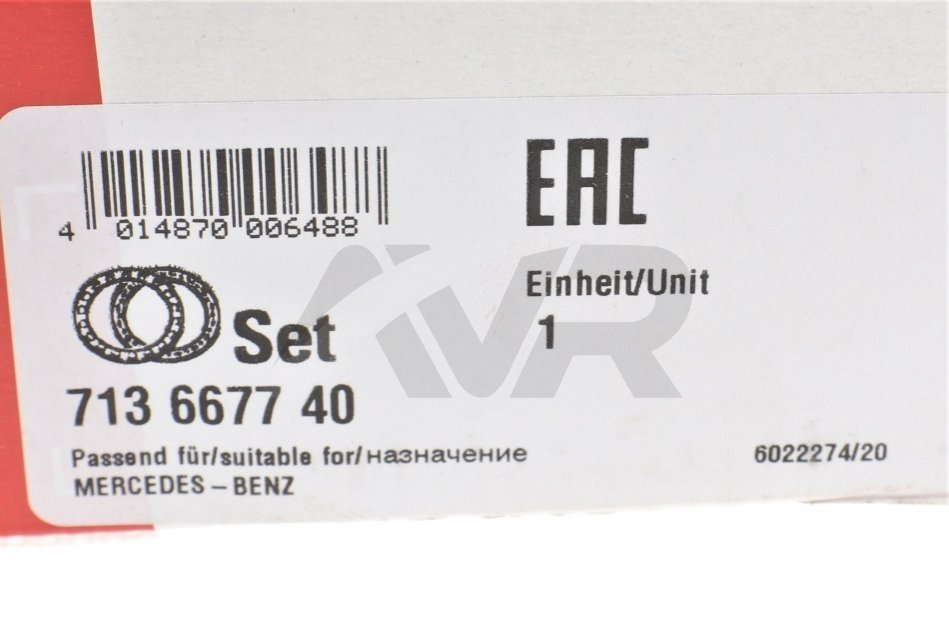 4 014870 006488
EAC
Einheit/Unit
1
Set
713 6677 40
Passend für/suitable for/назначение
MERCEDES-BENZ
6022274/20
VR